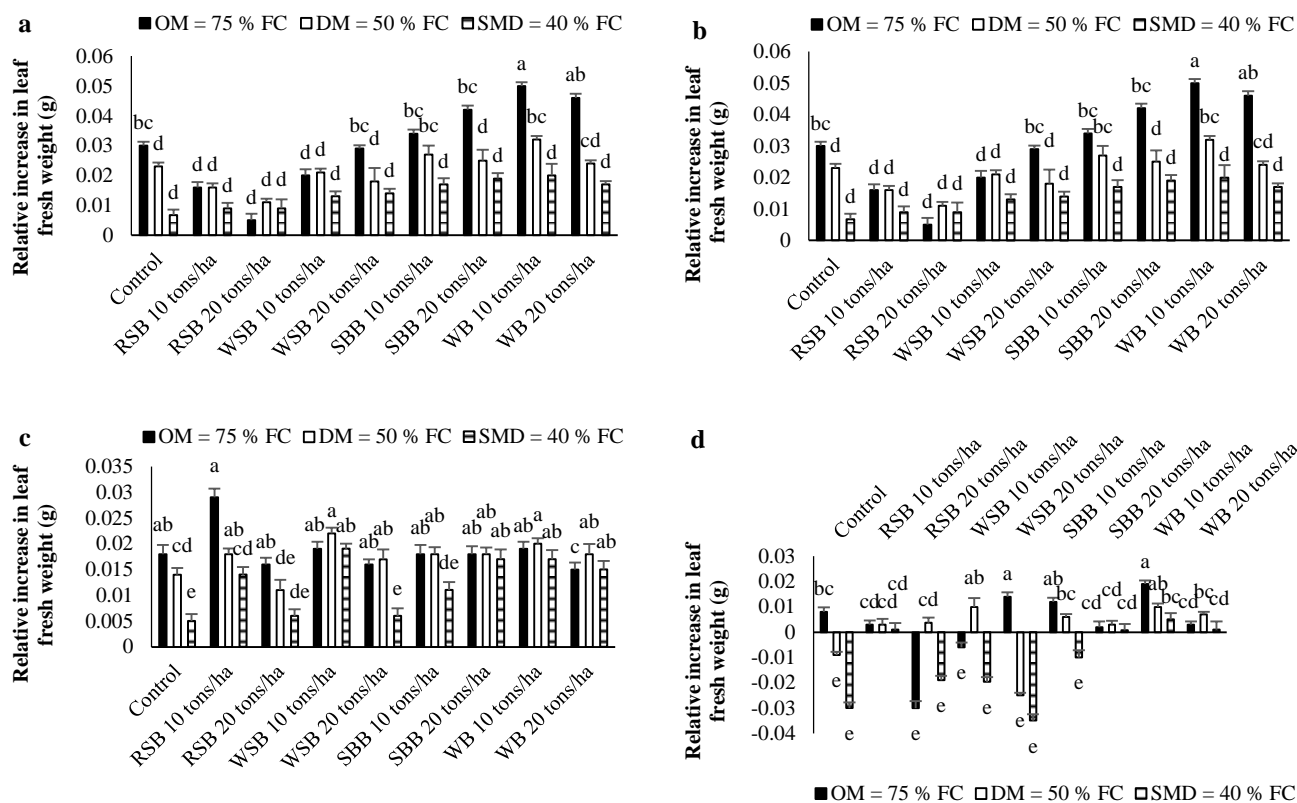 a
OM = 75 % FC DM = 50 % FC SMD = 40 % FC
Relative increase in leaf
fresh weight (g)
0.06
0.05
0.04
0.03
0.02
0.01
0
bc d d
d d d
d d d
d d d
bc d d
bc bc d
bc d d
a bc d
ab cd d
Control
RSB 10 tons/ha
RSB 20 tons/ha
WSB 10 tons/ha
WSB 20 tons/ha
SBB 10 tons/ha
SBB 20 tons/ha
WB 10 tons/ha
WB 20 tons/ha
b
OM = 75 % FC DM = 50 % FC SMD = 40 % FC
Relative increase in leaf
fresh weight (g)
0.06
0.05
0.04
0.03
0.02
0.01
0
bc d d
d d d
d d d
d d d
bc d d
bc bc d
bc d d
a bc d
ab cd d
Control
RSB 10 tons/ha
RSB 20 tons/ha
WSB 10 tons/ha
WSB 20 tons/ha
SBB 10 tons/ha
SBB 20 tons/ha
WB 10 tons/ha
WB 20 tons/ha
c
OM = 75 % FC DM = 50 % FC SMD = 40 % FC
Relative increase in leaf
fresh weight (g)
0.035
0.03
0.025
0.02
0.015
0.01
0.005
0
ab cd e
a ab cd
ab de de
ab a ab
ab ab e
ab ab de
ab ab ab
ab a ab
c ab ab
Control
RSB 10 tons/ha
RSB 20 tons/ha
WSB 10 tons/ha
WSB 20 tons/ha
SBB 10 tons/ha
SBB 20 tons/ha
WB 10 tons/ha
WB 20 tons/ha
d
Control
RSB 10 tons/ha
RSB 20 tons/ha
WSB 10 tons/ha
WSB 20 tons/ha
SBB 10 tons/ha
SBB 20 tons/ha
WB 10 tons/ha
WB 20 tons/ha
Relative increase in leaf
fresh weight (g)
0.03
0.02
0.01
0
-0.01
-0.02
-0.03
-0.04
bc e e
cd cd cd
e cd e
e ab e
a e e
ab bc e
cd cd cd
a ab bc
cd bc cd
OM = 75 % FC DM = 50 % FC SMD = 40 % FC